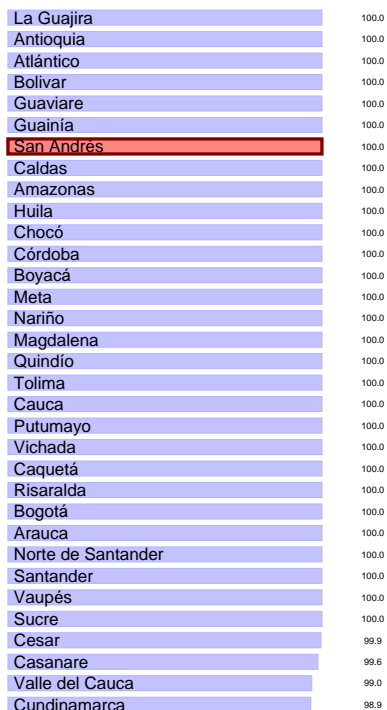 La Guajira 100.0
Antioquia 100.0
Atlántico 100.0
Bolivar 100.0
Guaviare 100.0
Guainía 100.0
San Andrés 100.0
Caldas 100.0
Amazonas 100.0
Huila 100.0
Chocó 100.0
Córdoba 100.0
Boyacá 100.0
Meta 100.0
Nariño 100.0
Magdalena 100.0
Quindío 100.0
Tolima 100.0
Cauca 100.0
Putumayo 100.0
Vichada 100.0
Caquetá 100.0
Risaralda 100.0
Bogotá 100.0
Arauca 100.0
Norte de Santander 100.0
Santander 100.0
Vaupés 100.0
Sucre 100.0
Cesar 99.9
Casanare 99.6
Valle del Cauca 99.0
Cundinamarca 98.9